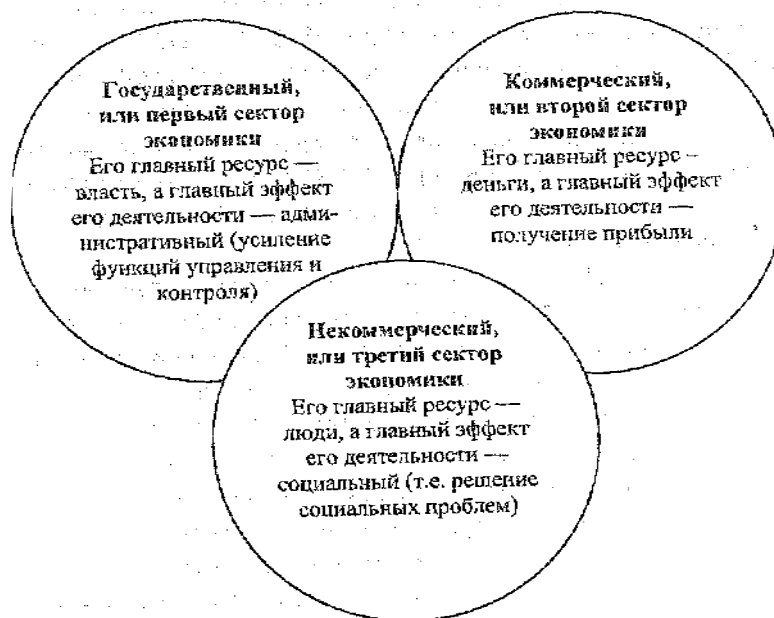 Государственный,
или первый сектор
экономики
Его главный ресурс —
власть, а главный эффект
его деятельности — адми-
нистративный (усиление
функций управления и
контроля)
Коммерческий,
или второй сектор
экономики
Его главный ресурс –
деньги, а главный эффект
его деятельности —
получение прибыли
Некоммерческий,
или третий сектор
экономики
Его главный ресурс —
люди, а главный эффект
его деятельности —
социальный (т.е. решение
социальных проблем)